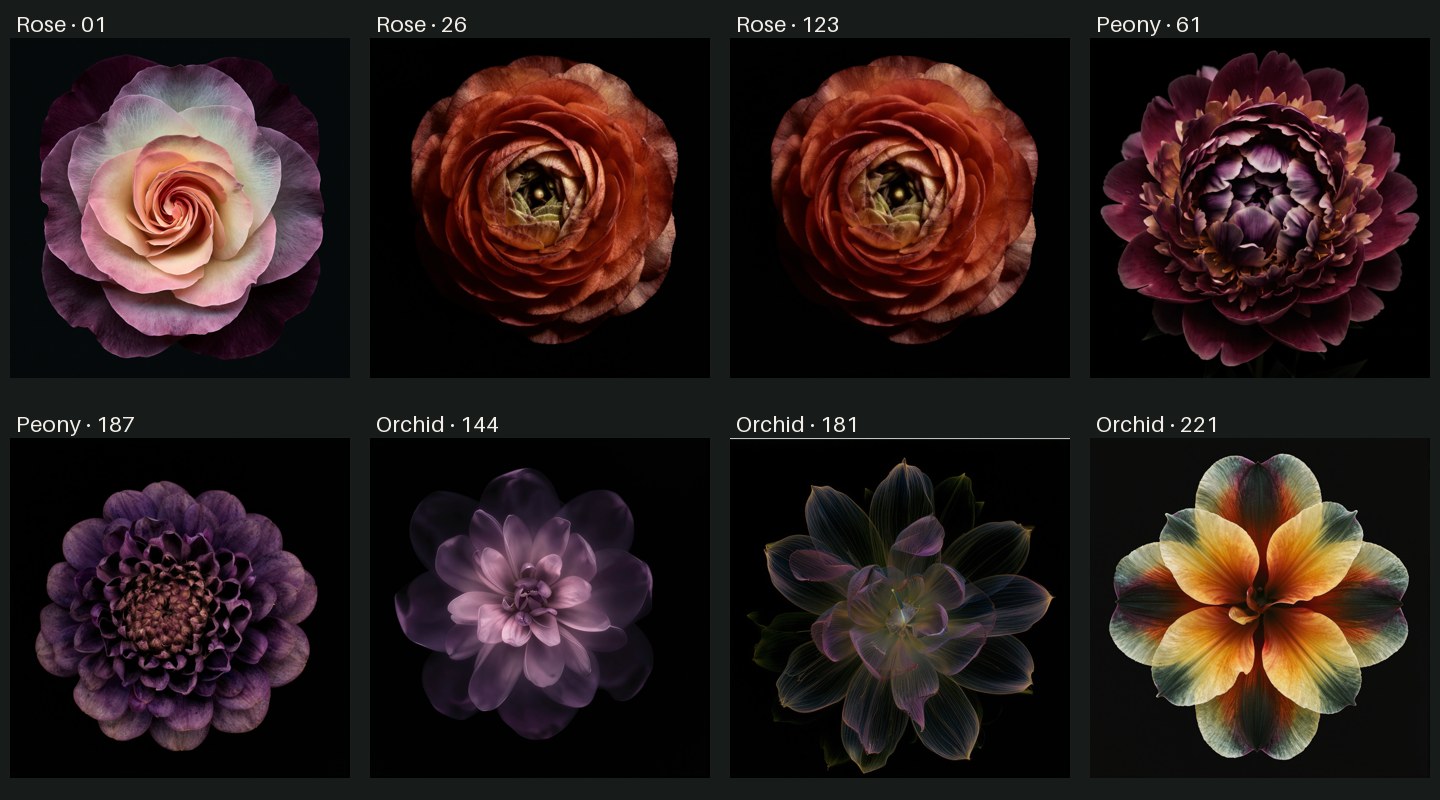 Rose · 01
Rose · 26
Rose · 123
Peony · 61
Peony · 187
Orchid · 144
Orchid · 181
Orchid · 221